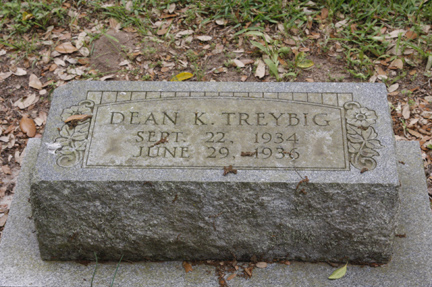 DEAN K. TREYBIG
SEPT. 22, 1934
JUNE 29, 1936